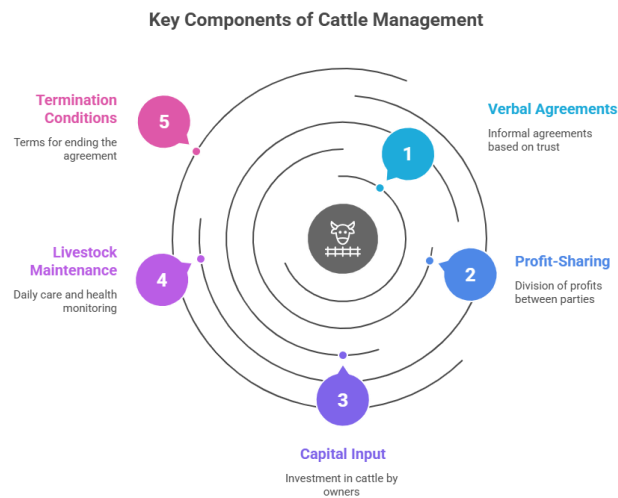 Key Components of Cattle Management
1
Verbal Agreements
Informal agreements
based on trust
2
Profit-Sharing
Division of profits
between parties
3
Capital Input
Investment in cattle by
owners
4
Livestock
Maintenance
Daily care and health
monitoring
5
Termination
Conditions
Terms for ending the
agreement